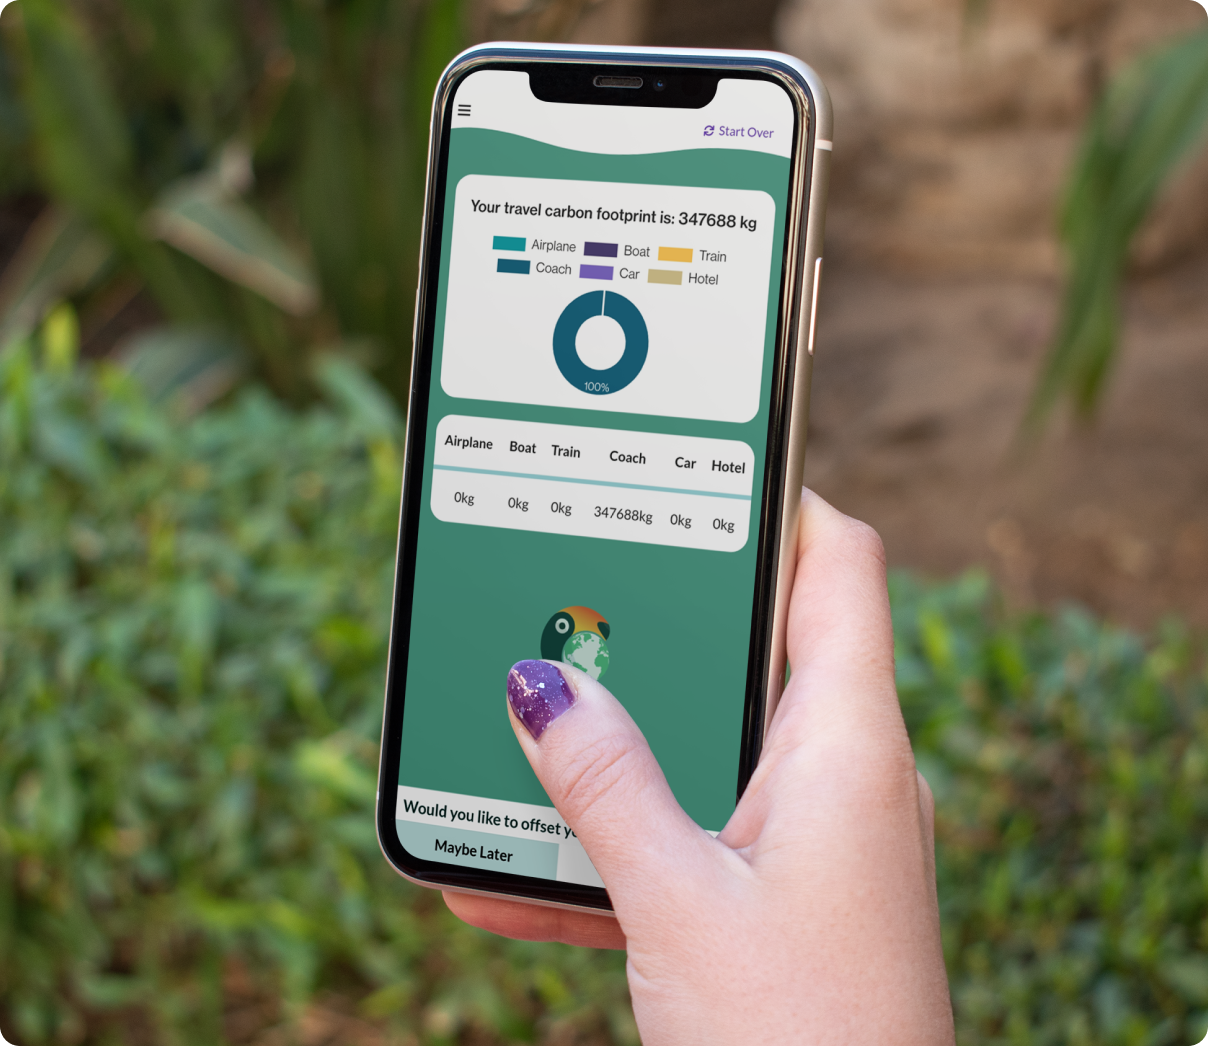 Start Over
Your travel carbon footprint is: 347688 kg
Airplane Boat Train
Coach Car Hotel
100%
Airplane Boat Train Coach Car Hotel
0kg 0kg 0kg 347688kg 0kg 0kg
Would you like to offset
Maybe Later